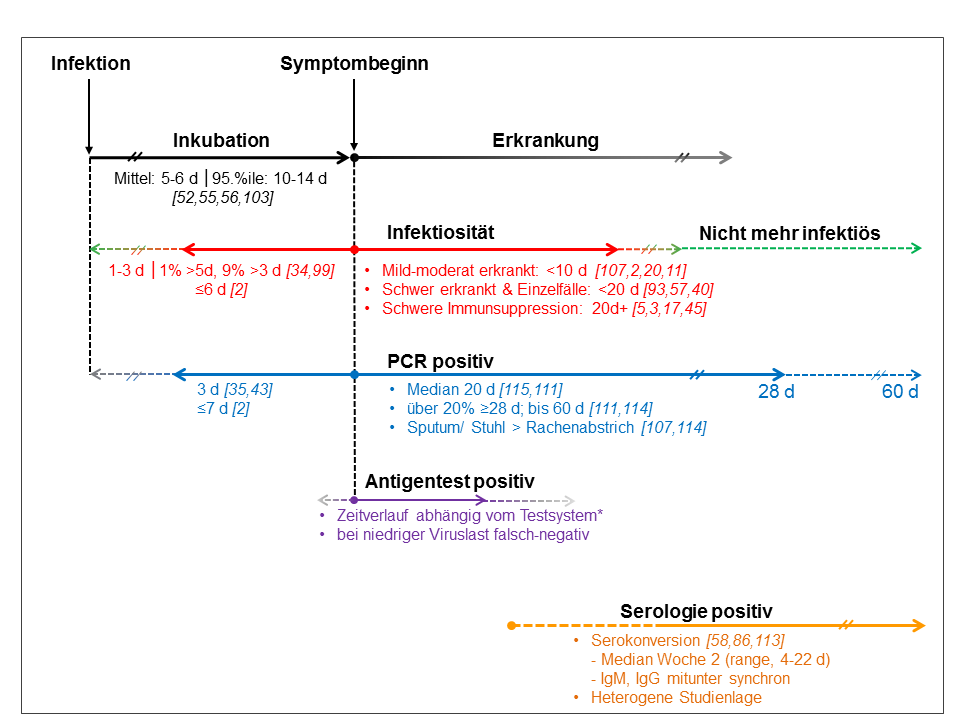 Infektion
Symptombeginn
Inkubation
Erkrankung
Mittel: 5-6 d │95.%ile: 10-14 d
[52,55,56,103]
Infektiosität
Nicht mehr infektiös
1-3 d │1% >5d, 9% >3 d [34,99]
≤6 d [2]
• Mild-moderat erkrankt: <10 d [107,2,20,11]
• Schwer erkrankt & Einzelfälle: <20 d [93,57,40]
• Schwere Immunsuppression: 20d+ [5,3,17,45]
PCR positiv
3 d [35,43]
≤7 d [2]
• Median 20 d [115,111]
• über 20% ≥28 d; bis 60 d [111,114]
• Sputum/ Stuhl > Rachenabstrich [107,114]
28 d
60 d
Antigentest positiv
• Zeitverlauf abhängig vom Testsystem*
• bei niedriger Viruslast falsch-negativ
Serologie positiv
• Serokonversion [58,86,113]
- Median Woche 2 (range, 4-22 d)
- IgM, IgG mitunter synchron
• Heterogene Studienlage